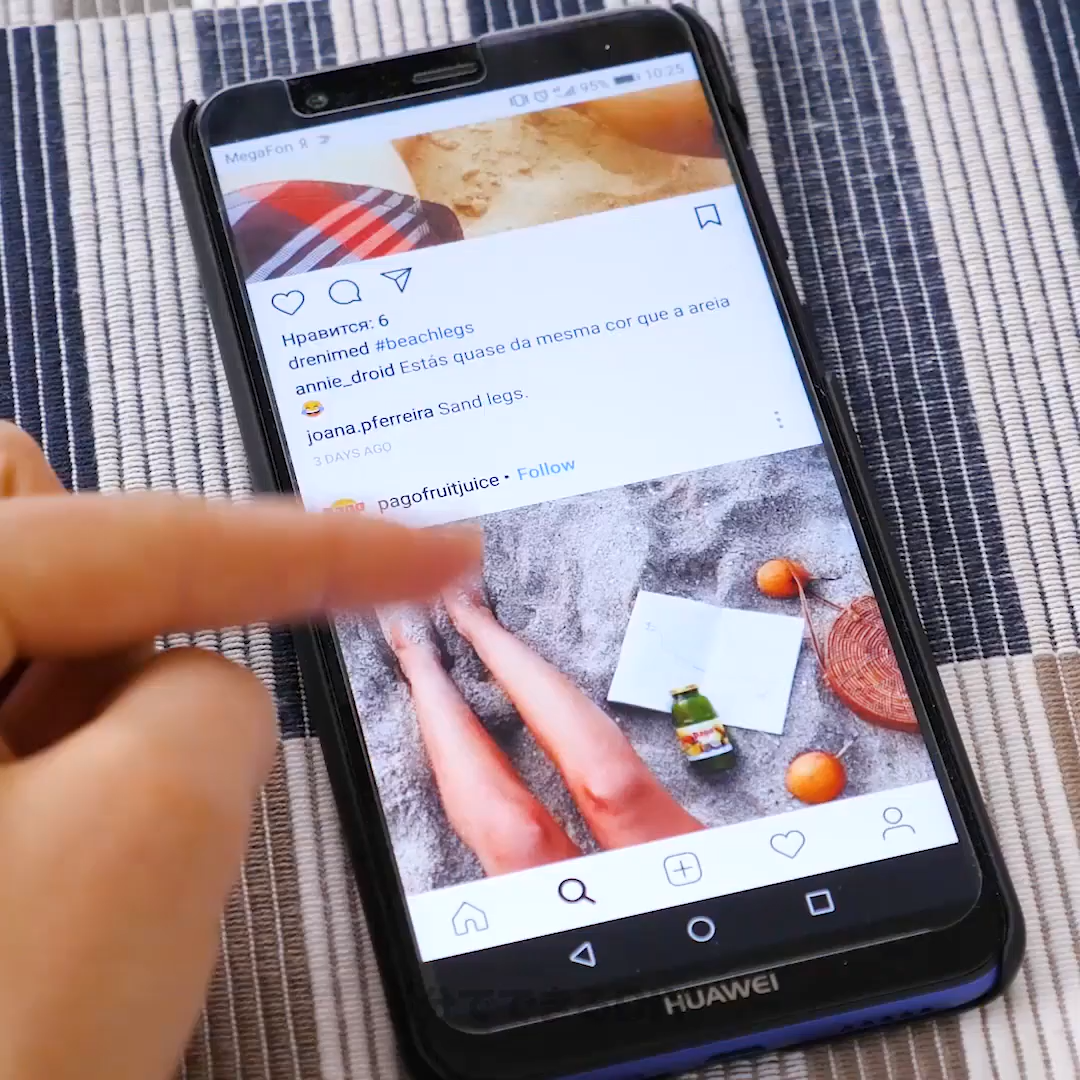 MegaFon Я
95% 10:25
Нравится: 6
drenimed #beachlegs
annie_droid Estás quase da mesma cor que a areia
😂
joana.pferreira Sand legs.
3 DAYS AGO
pagofruitjuice • Follow
Pago
HUAWEI